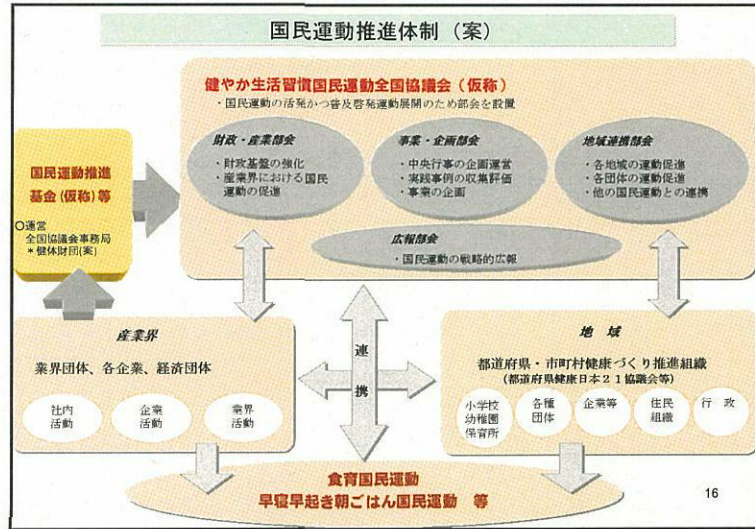 国民運動推進体制（案）
健やか生活習慣国民運動全国協議会（仮称）
・国民運動の活発かつ普及啓発運動展開のため部会を設置
財政・産業部会
・財政基盤の強化
・産業界における国民
運動の促進
事業・企画部会
・中央行事の企画運営
・実践事例の収集評価
・事業の企画
地域連携部会
・各地域の運動促進
・各団体の運動促進
・他の国民運動との連携
広報部会
・国民運動の戦略的広報
国民運動推進
基金(仮称)等
〇運営
全国協議会事務局
＊健体財団(案)
産業界
業界団体、各企業、経済団体
社内
活動
企業
活動
業界
活動
連
携
地 域
都道府県・市町村健康づくり推進組織
（都道府県健康日本２１協議会等）
小学校
幼稚園
保育所
各種
団体
企業等
住民
組織
行 政
食育国民運動
早寝早起き朝ごはん国民運動 等
16